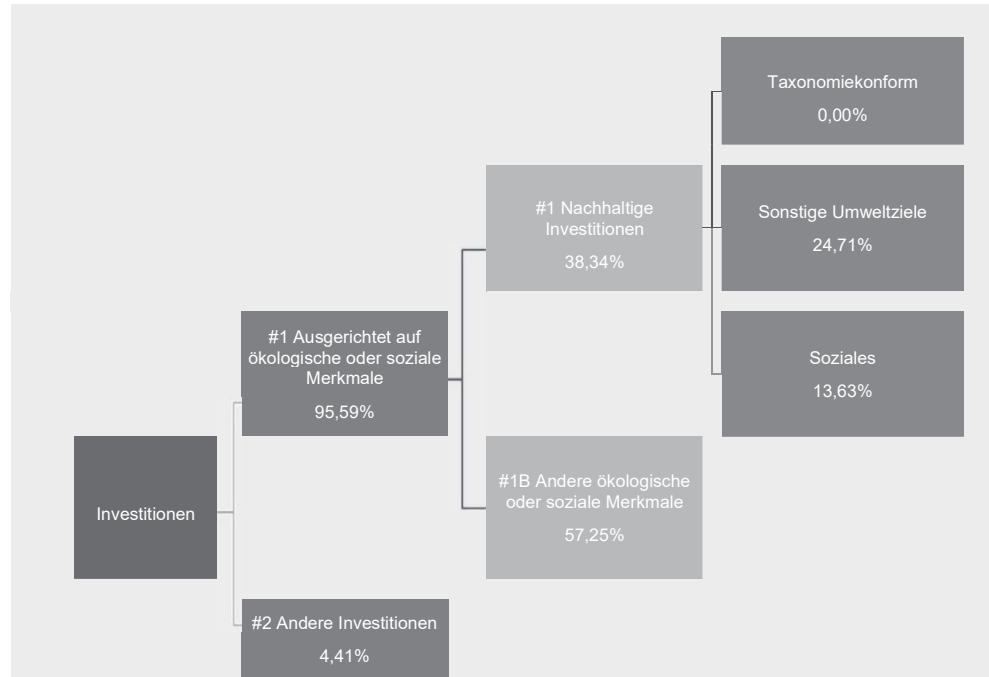 Taxonomiekonform
0,00%
#1 Nachhaltige
Investitionen
38,34%
Sonstige Umweltziele
24,71%
#1 Ausgerichtet auf
ökologische oder soziale
Merkmale
95,59%
Soziales
13,63%
Investitionen
#1B Andere ökologische
oder soziale Merkmale
57,25%
#2 Andere Investitionen
4,41%